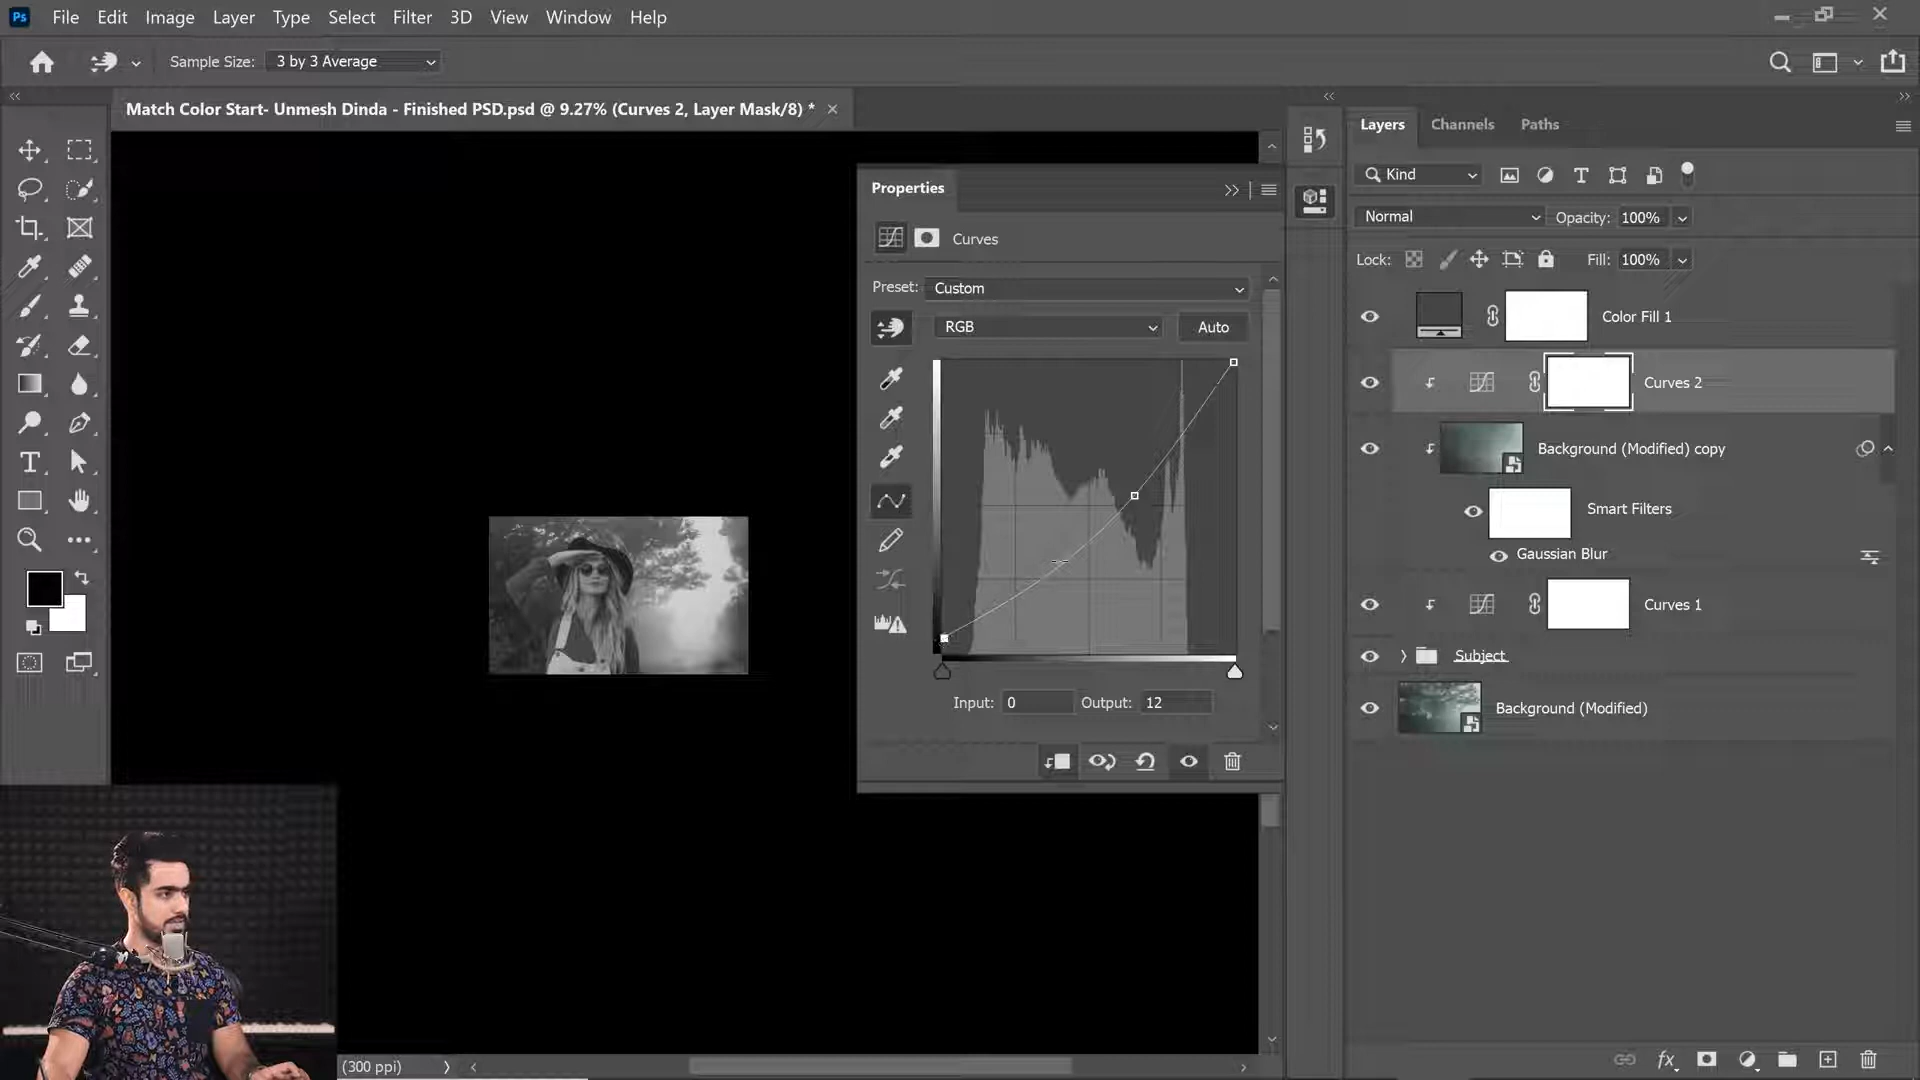 Ps File Edit Image Layer Type Select Filter 3D View Window Help
Sample Size: 3 by 3 Average
Match Color Start- Unmesh Dinda - Finished PSD.psd @ 9.27% (Curves 2, Layer Mask/8) *
Properties
Curves
Preset: Custom
RGB Auto
Input: 0 Output: 12
(300 ppi)
Layers Channels Paths
Kind
Normal Opacity: 100%
Lock: Fill: 100%
Color Fill 1
Curves 2
Background (Modified) copy
Smart Filters
Gaussian Blur
Curves 1
Subject
Background (Modified)
fx